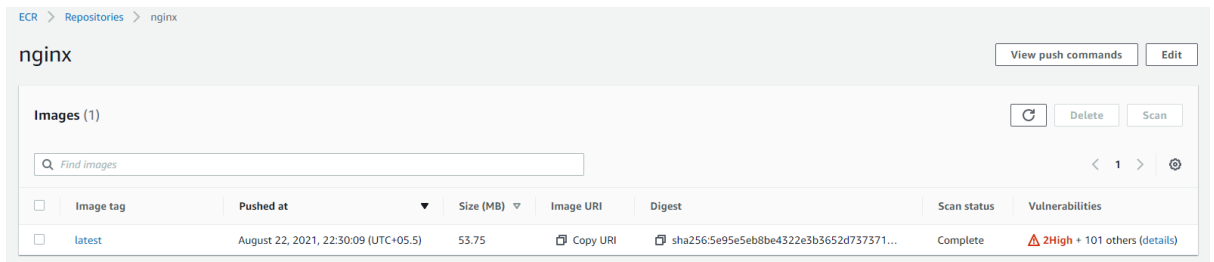 ECR > Repositories > nginx
nginx
View push commands
Edit
Images (1)
Delete
Scan
Find images
< 1 >
Image tag Pushed at ▼ Size (MB) ▽ Image URI Digest Scan status Vulnerabilities
latest August 22, 2021, 22:30:09 (UTC+05.5) 53.75 Copy URI sha256:5e95e5eb8be4322e3b3652d737371... Complete 2High + 101 others (details)